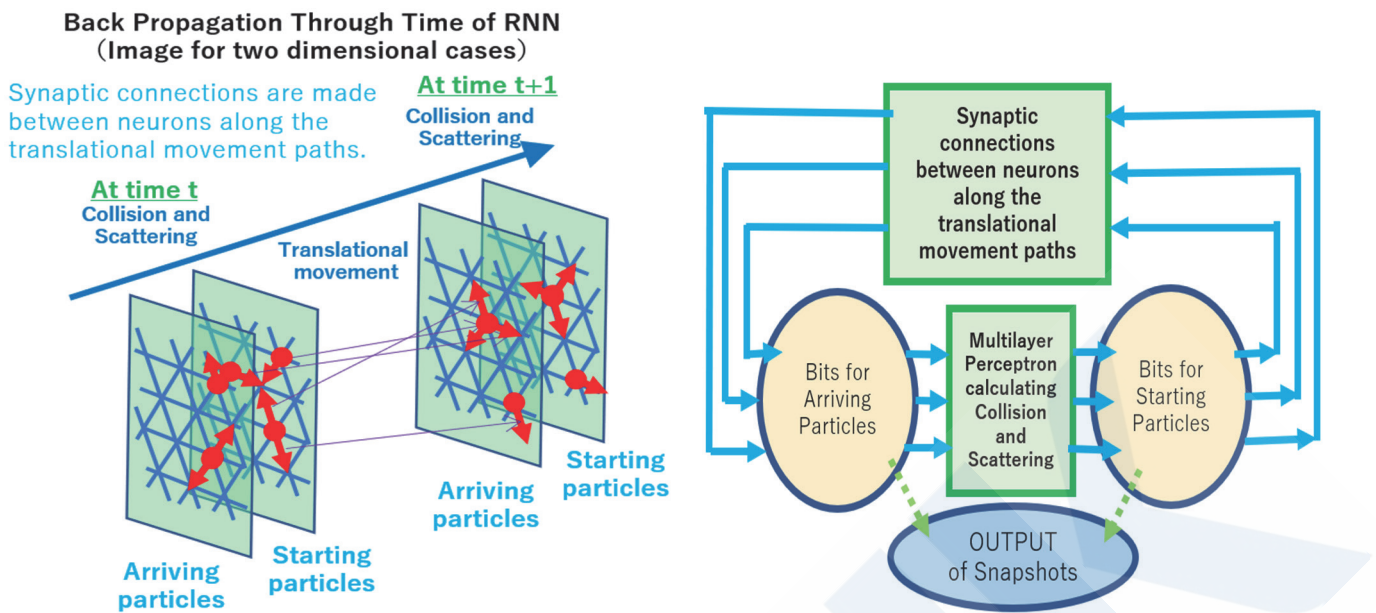 Back Propagation Through Time of RNN
(Image for two dimensional cases)
Synaptic connections are made
between neurons along the
translational movement paths.
At time t+1
Collision and
Scattering
At time t
Collision and
Scattering
Translational
movement
Arriving
particles
Starting
particles
Arriving
particles
Starting
particles
Synaptic
connections
between neurons
along the
translational
movement paths
Bits for
Arriving
Particles
Multilayer
Perceptron
calculating
Collision
and
Scattering
Bits for
Starting
Particles
OUTPUT
of Snapshots